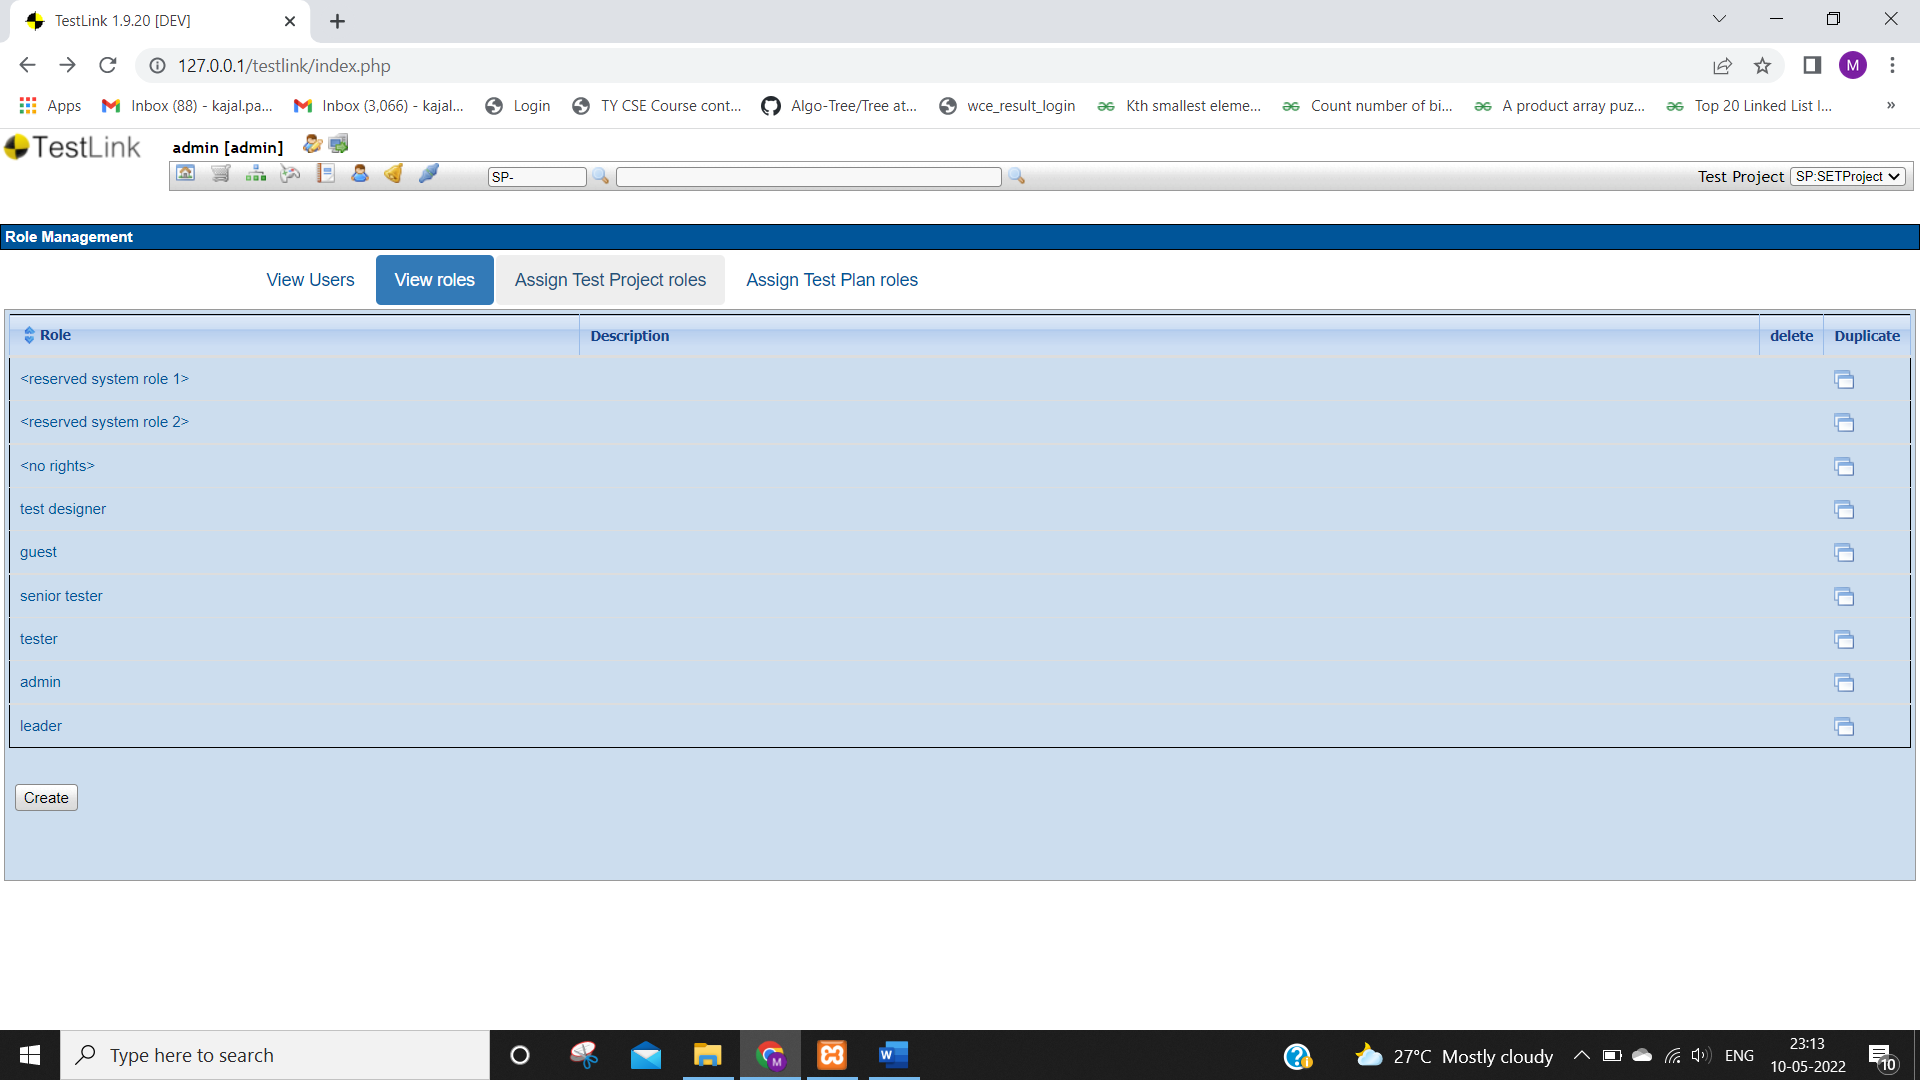 TestLink 1.9.20 [DEV]
127.0.0.1/testlink/index.php
M
Apps
Inbox (88) - kajal.pa...
Inbox (3,066) - kajal...
Login
TY CSE Course cont...
Algo-Tree/Tree at...
wce_result_login
Kth smallest eleme...
Count number of bi...
A product array puz...
Top 20 Linked List I...
»
TestLink
admin [admin]
SP-
Test Project
SP:SETProject
Role Management
View Users
View roles
Assign Test Project roles
Assign Test Plan roles
Role
Description
delete
Duplicate
<reserved system role 1>
<reserved system role 2>
<no rights>
test designer
guest
senior tester
tester
admin
leader
Create
Type here to search
27°C Mostly cloudy
ENG
23:13
10-05-2022
10